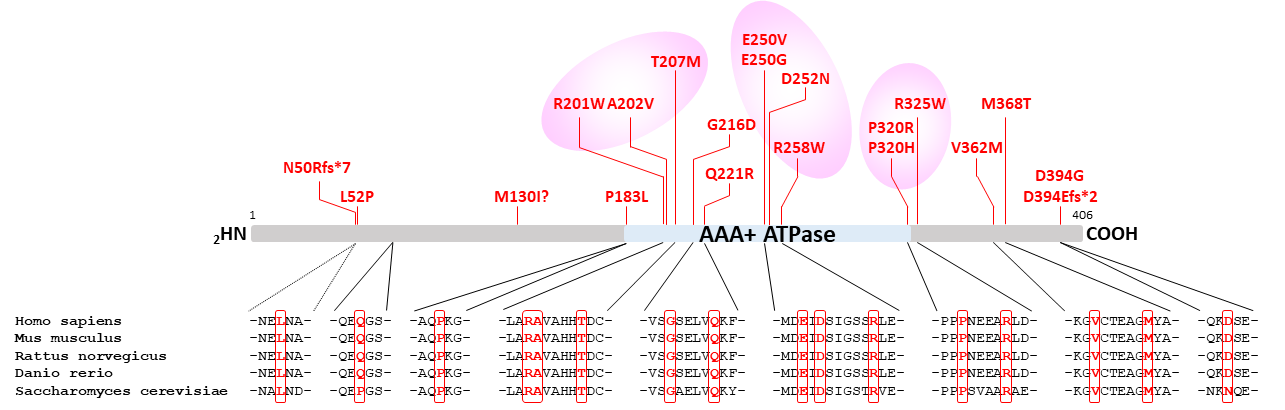 E250V
E250G
T207M
D252N
R201W A202V
R325W
M368T
G216D
P320R
P320H
R258W
V362M
N50Rfs*7
Q221R
D394G
L52P
M130I?
P183L
D394Efs*2
1
406
2HN
AAA+ ATPase
COOH
Homo sapiens -NELNA- -QEQGS- -AQPKG- -LARAVAHHTDC- -VSGSELVQKF- -MDEIDSIGSSRLE- -PPPNEEARLD- -KGVCTEAGMYA- -QKDSE-
Mus musculus -NELNA- -QEQGS- -AQPKG- -LARAVAHHTDC- -VSGSELVQKF- -MDEIDSIGSSRLE- -PPPNEEARLD- -KGVCTEAGMYA- -QKDSE-
Rattus norvegicus -NELNA- -QEQGS- -AQPKG- -LARAVAHHTDC- -VSGSELVQKF- -MDEIDSIGSSRLE- -PPPNEEARLD- -KGVCTEAGMYA- -QKDSE-
Danio rerio -NELNA- -QEQGS- -AQPKG- -LARAVAHHTDC- -VSGSELVQKF- -MDEIDSIGSSRLE- -PPPNEEARLD- -KGVCTEAGMYA- -QKDSE-
Saccharomyces cerevisiae -NALND- -QEPGS- -AQPKG- -LARAVAHHTDC- -VSGAELVQKY- -MDEIDSIGSTRVE- -PPPSVAARAE- -KGVCTEAGMYA- -NKNQE-